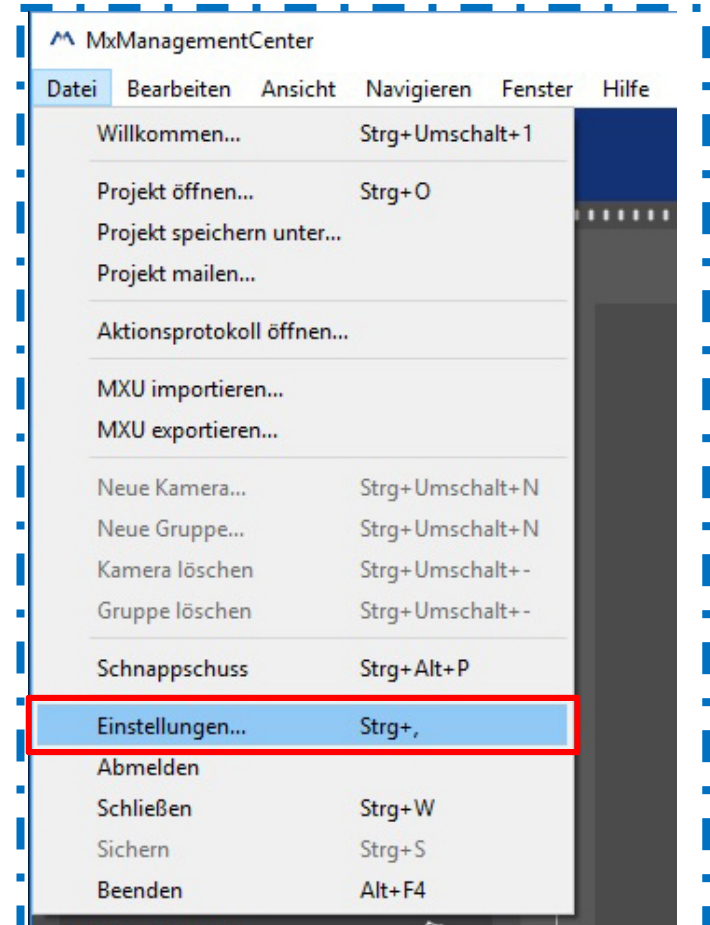 MxManagementCenter
Datei Bearbeiten Ansicht Navigieren Fenster Hilfe
Willkommen... Strg+Umschalt+1
Projekt öffnen... Strg+O
Projekt speichern unter...
Projekt mailen...
Aktionsprotokoll öffnen...
MXU importieren...
MXU exportieren...
Neue Kamera... Strg+Umschalt+N
Neue Gruppe... Strg+Umschalt+N
Kamera löschen Strg+Umschalt+-
Gruppe löschen Strg+Umschalt+-
Schnappschuss Strg+Alt+P
Einstellungen... Strg+,
Abmelden
Schließen Strg+W
Sichern Strg+S
Beenden Alt+F4